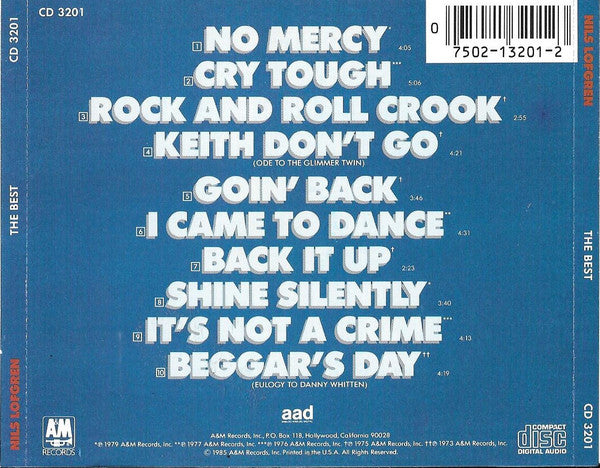 CD 3201
THE BEST
NILS LOFGREN
0 7502-13201-2
1 NO MERCY* 4:05
2 CRY TOUGH*** 5:06
3 ROCK AND ROLL CROOK† 2:55
4 KEITH DON'T GO† 4:21
(ODE TO THE GLIMMER TWIN)
5 GOIN' BACK† 3:46
6 I CAME TO DANCE** 4:31
7 BACK IT UP† 2:23
8 SHINE SILENTLY* 3:40
9 IT'S NOT A CRIME*** 4:13
10 BEGGAR'S DAY†† 4:19
(EULOGY TO DANNY WHITTEN)
A&M
RECORDS
aad
A&M Records, Inc., P.O. Box 118, Hollywood, California 90028
*℗ 1979 A&M Records, Inc. **℗ 1977 A&M Records, Inc. ***℗ 1976 A&M Records, Inc. †℗ 1975 A&M Records, Inc. ††℗ 1973 A&M Records, Inc.
© 1985 A&M Records, Inc. Printed in the U.S.A. All Rights Reserved.
COMPACT
disc
DIGITAL AUDIO
NILS LOFGREN
THE BEST
CD 3201